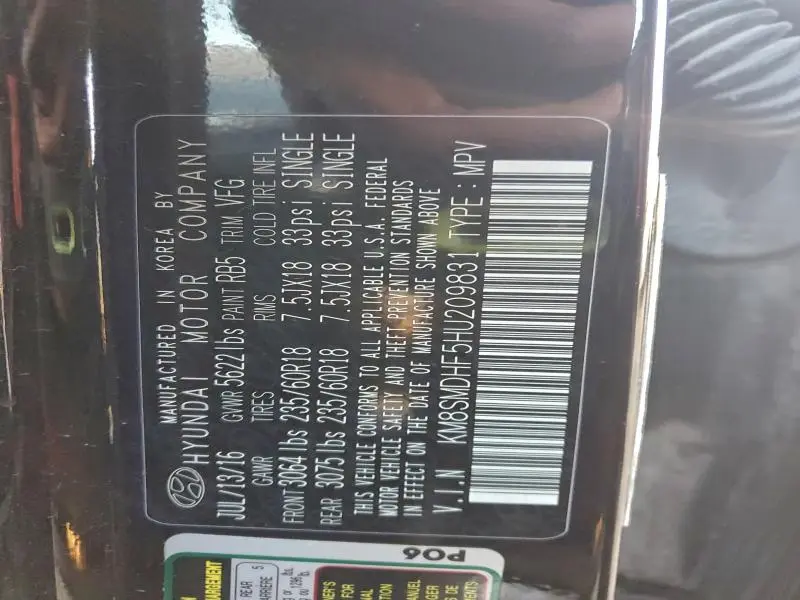 MANUFACTURED IN KOREA BY
HYUNDAI MOTOR COMPANY
JUL/13/16 GVWR 5622lbs PAINT RB5 TRIM VFG
GAWR TIRES RIMS COLD TIRE INFL
FRONT 3064lbs 235/60R18 7.5JX18 33psi SINGLE
REAR 3075lbs 235/60R18 7.5JX18 33psi SINGLE
THIS VEHICLE CONFORMS TO ALL APPLICABLE U.S.A. FEDERAL
MOTOR VEHICLE SAFETY AND THEFT PREVENTION STANDARDS
IN EFFECT ON THE DATE OF MANUFACTURE SHOWN ABOVE
V.I.N KM8SMDHF5HU209831 TYPE : MPV
P06
REAR 5
MANUEL